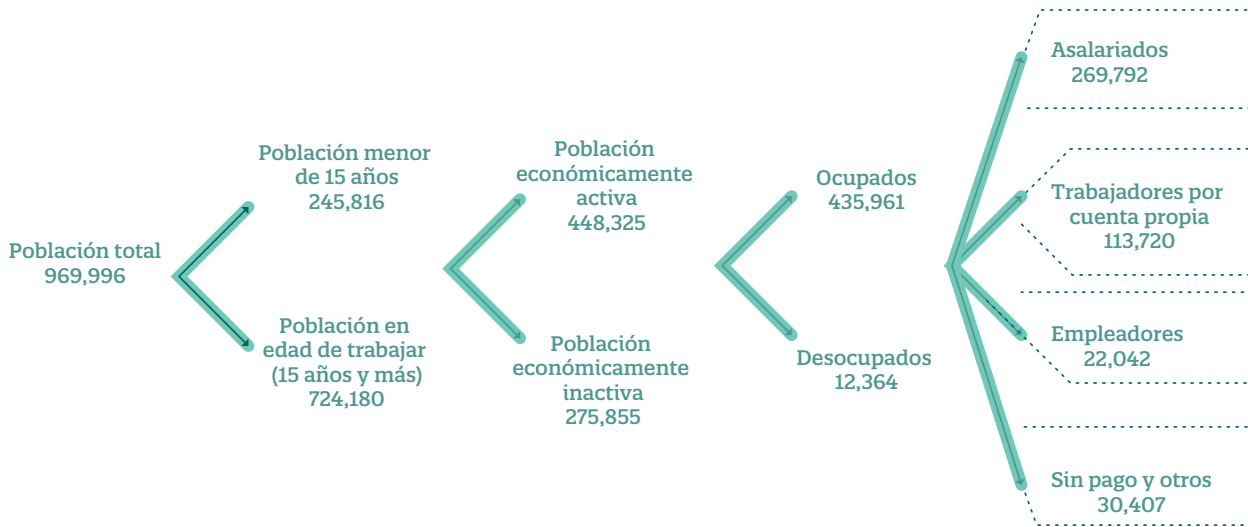 Población total
969,996
Población menor
de 15 años
245,816
Población en
edad de trabajar
(15 años y más)
724,180
Población
económicamente
activa
448,325
Población
económicamente
inactiva
275,855
Ocupados
435,961
Desocupados
12,364
Asalariados
269,792
Trabajadores por
cuenta propia
113,720
Empleadores
22,042
Sin pago y otros
30,407